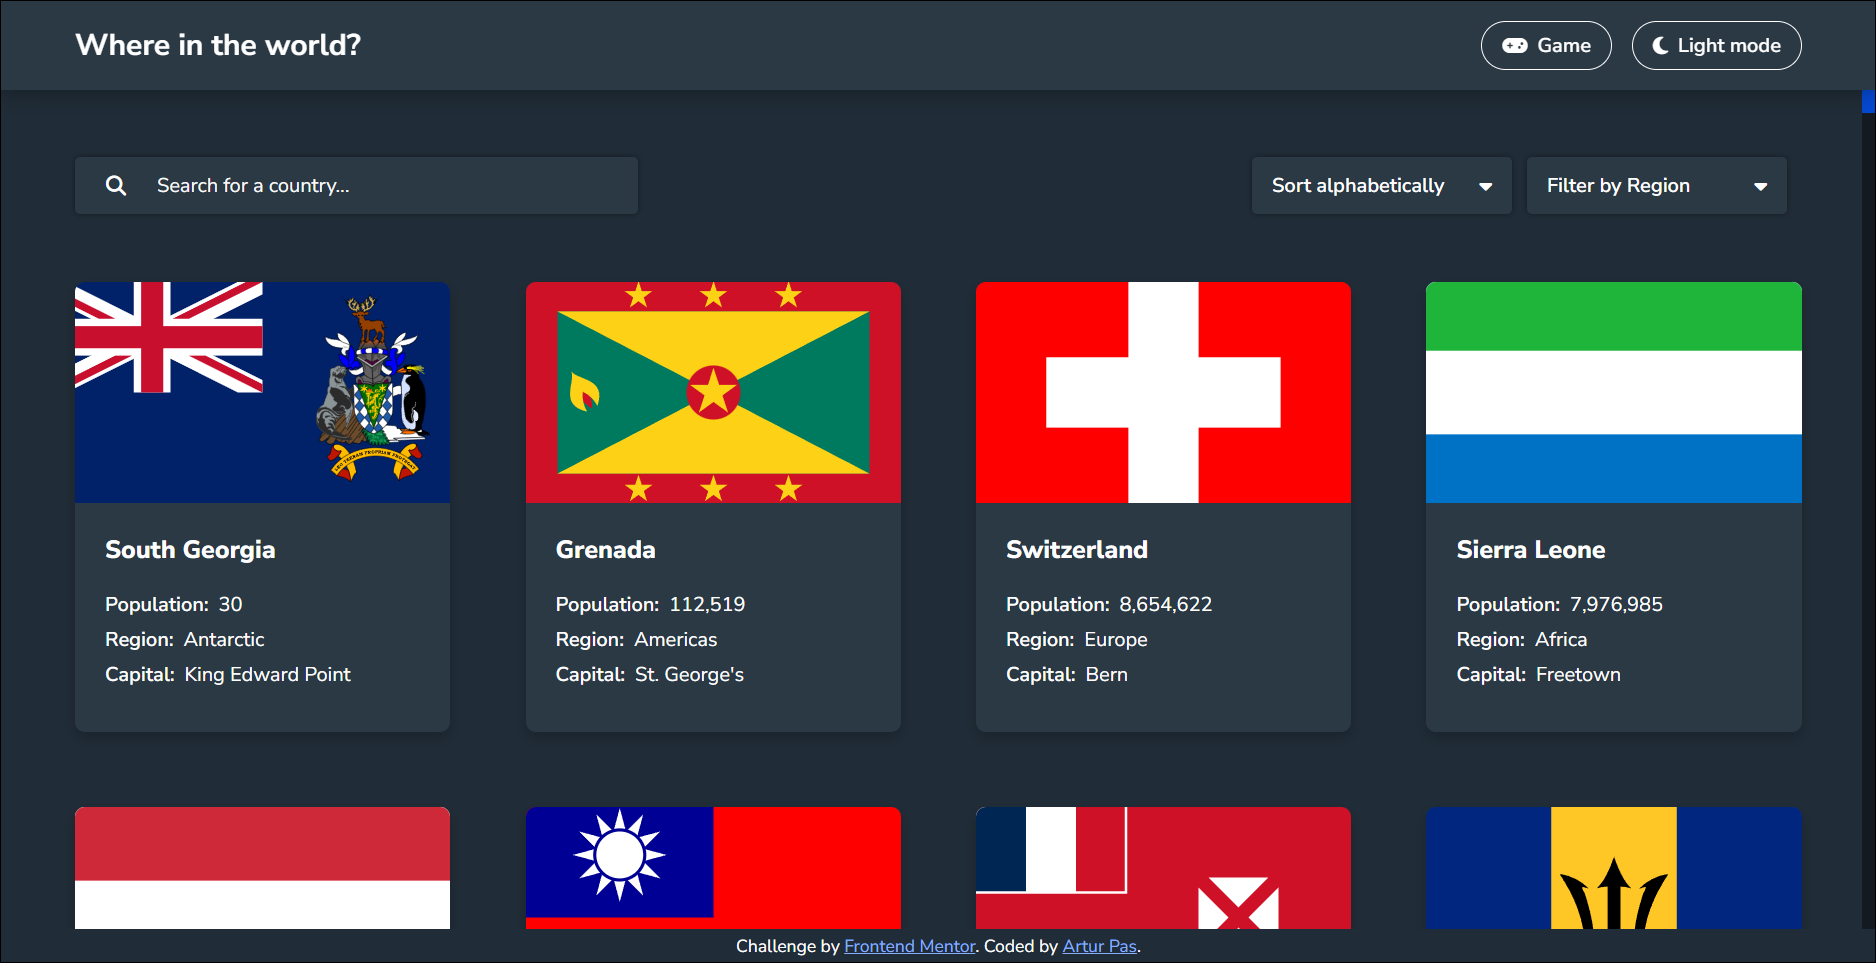 Where in the world?
Game
Light mode
Search for a country...
Sort alphabetically
Filter by Region
South Georgia
Population: 30
Region: Antarctic
Capital: King Edward Point
Grenada
Population: 112,519
Region: Americas
Capital: St. George's
Switzerland
Population: 8,654,622
Region: Europe
Capital: Bern
Sierra Leone
Population: 7,976,985
Region: Africa
Capital: Freetown
Challenge by Frontend Mentor. Coded by Artur Pas.